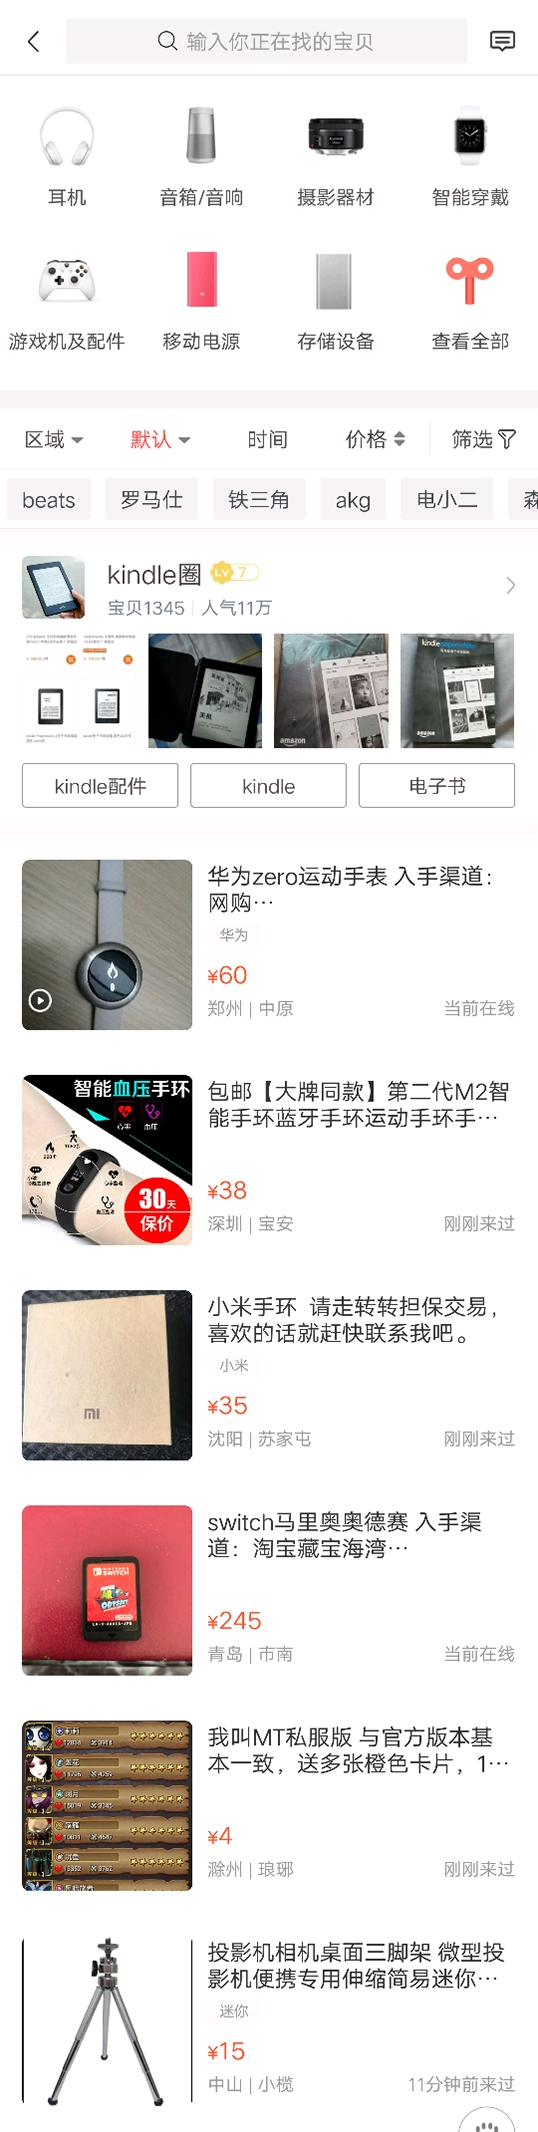 输入你正在找的宝贝
耳机
音箱/音响
摄影器材
智能穿戴
游戏机及配件
移动电源
存储设备
查看全部
区域
默认
时间
价格
筛选
beats
罗马仕
铁三角
akg
电小二
森
kindle圈
LV 7
宝贝1345
人气11万
amazon
kindle
amazon
kindle配件
kindle
电子书
华为zero运动手表 入手渠道：
网购…
华为
¥60
郑州 | 中原
当前在线
智能血压手环
心率
血压
30天
保价
包邮【大牌同款】第二代M2智
能手环蓝牙手环运动手环手…
¥38
深圳 | 宝安
刚刚来过
mi
小米手环 请走转转担保交易，
喜欢的话就赶快联系我吧。
小米
¥35
沈阳 | 苏家屯
刚刚来过
NINTENDO
SWITCH
switch马里奥奥德赛 入手渠
道：淘宝藏宝海湾…
¥245
青岛 | 市南
当前在线
我叫MT私服版 与官方版本基
本一致，送多张橙色卡片，1…
¥4
滁州 | 琅琊
刚刚来过
投影机相机桌面三脚架 微型投
影机便携专用伸缩简易迷你…
迷你
¥15
中山 | 小榄
11分钟前来过